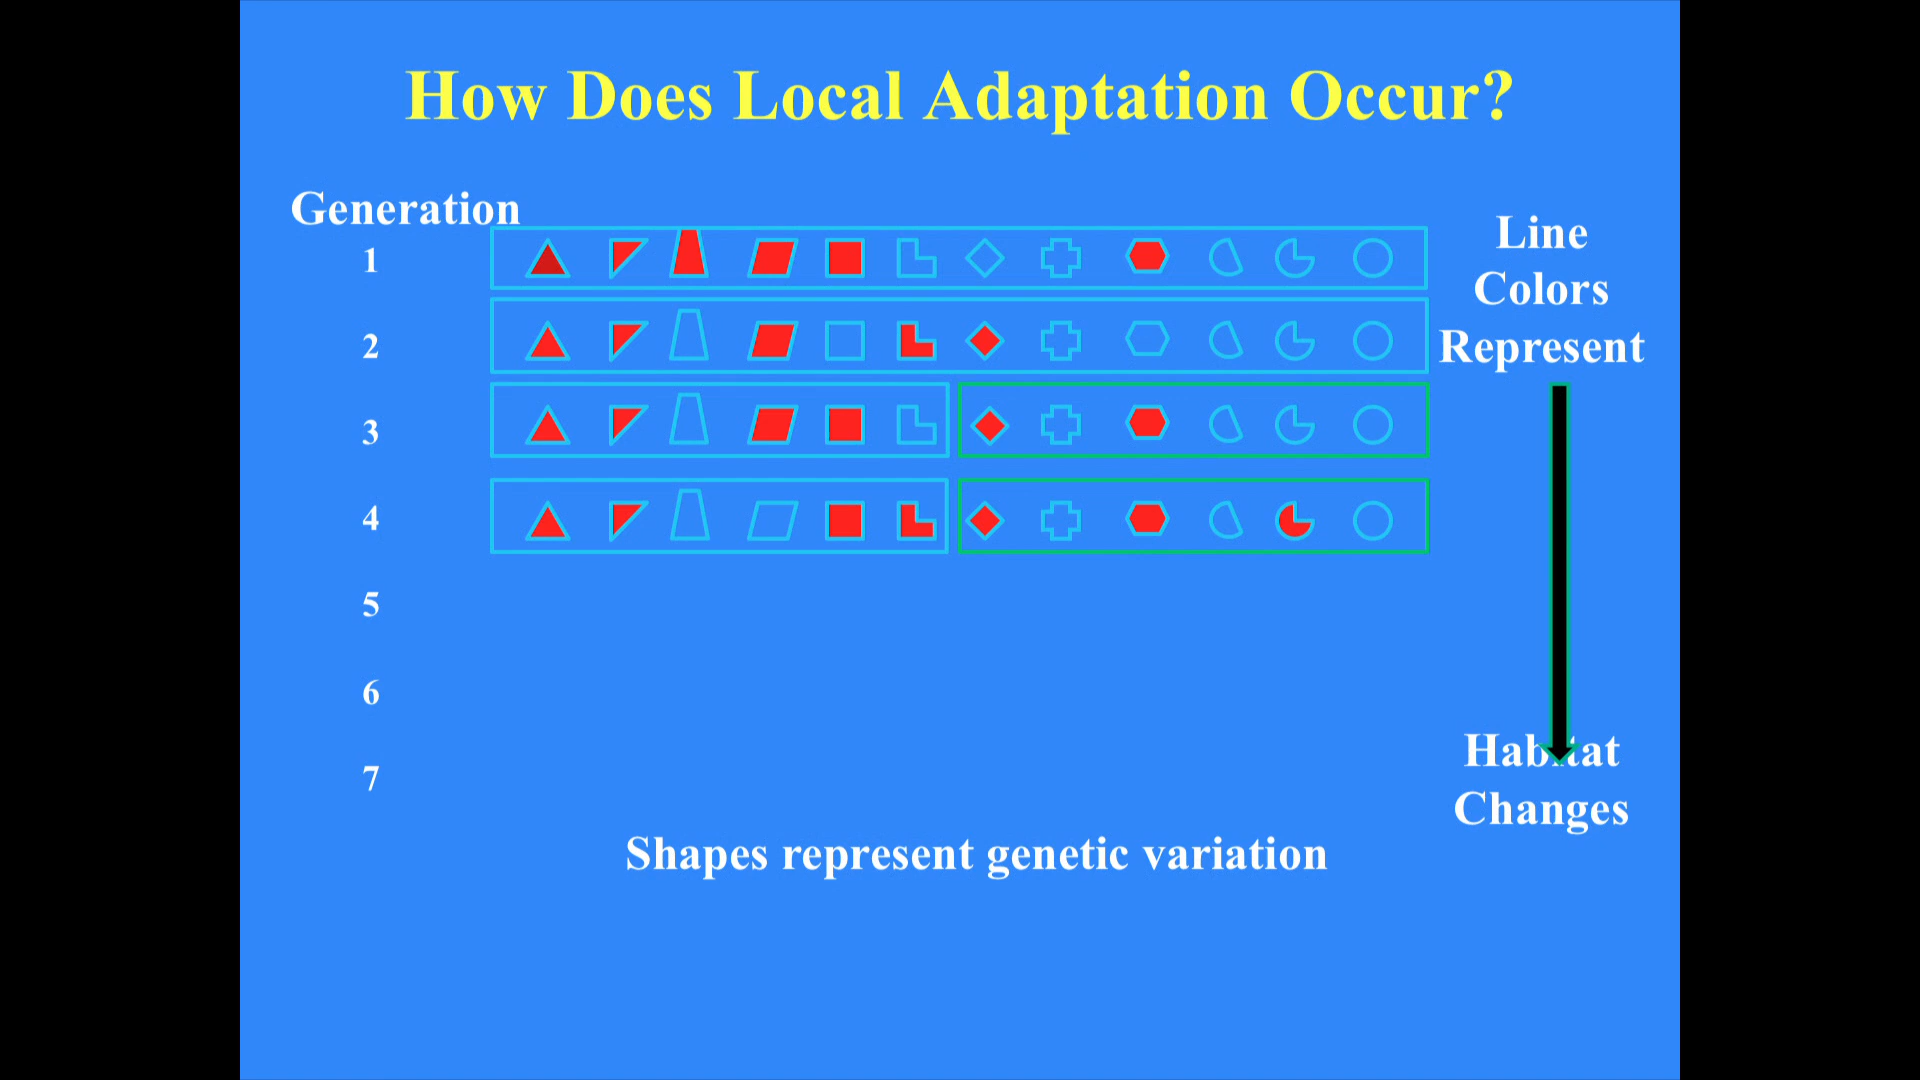 How Does Local Adaptation Occur?
Generation
1
2
3
4
5
6
7
Line
Colors
Represent
Habitat
Changes
Shapes represent genetic variation